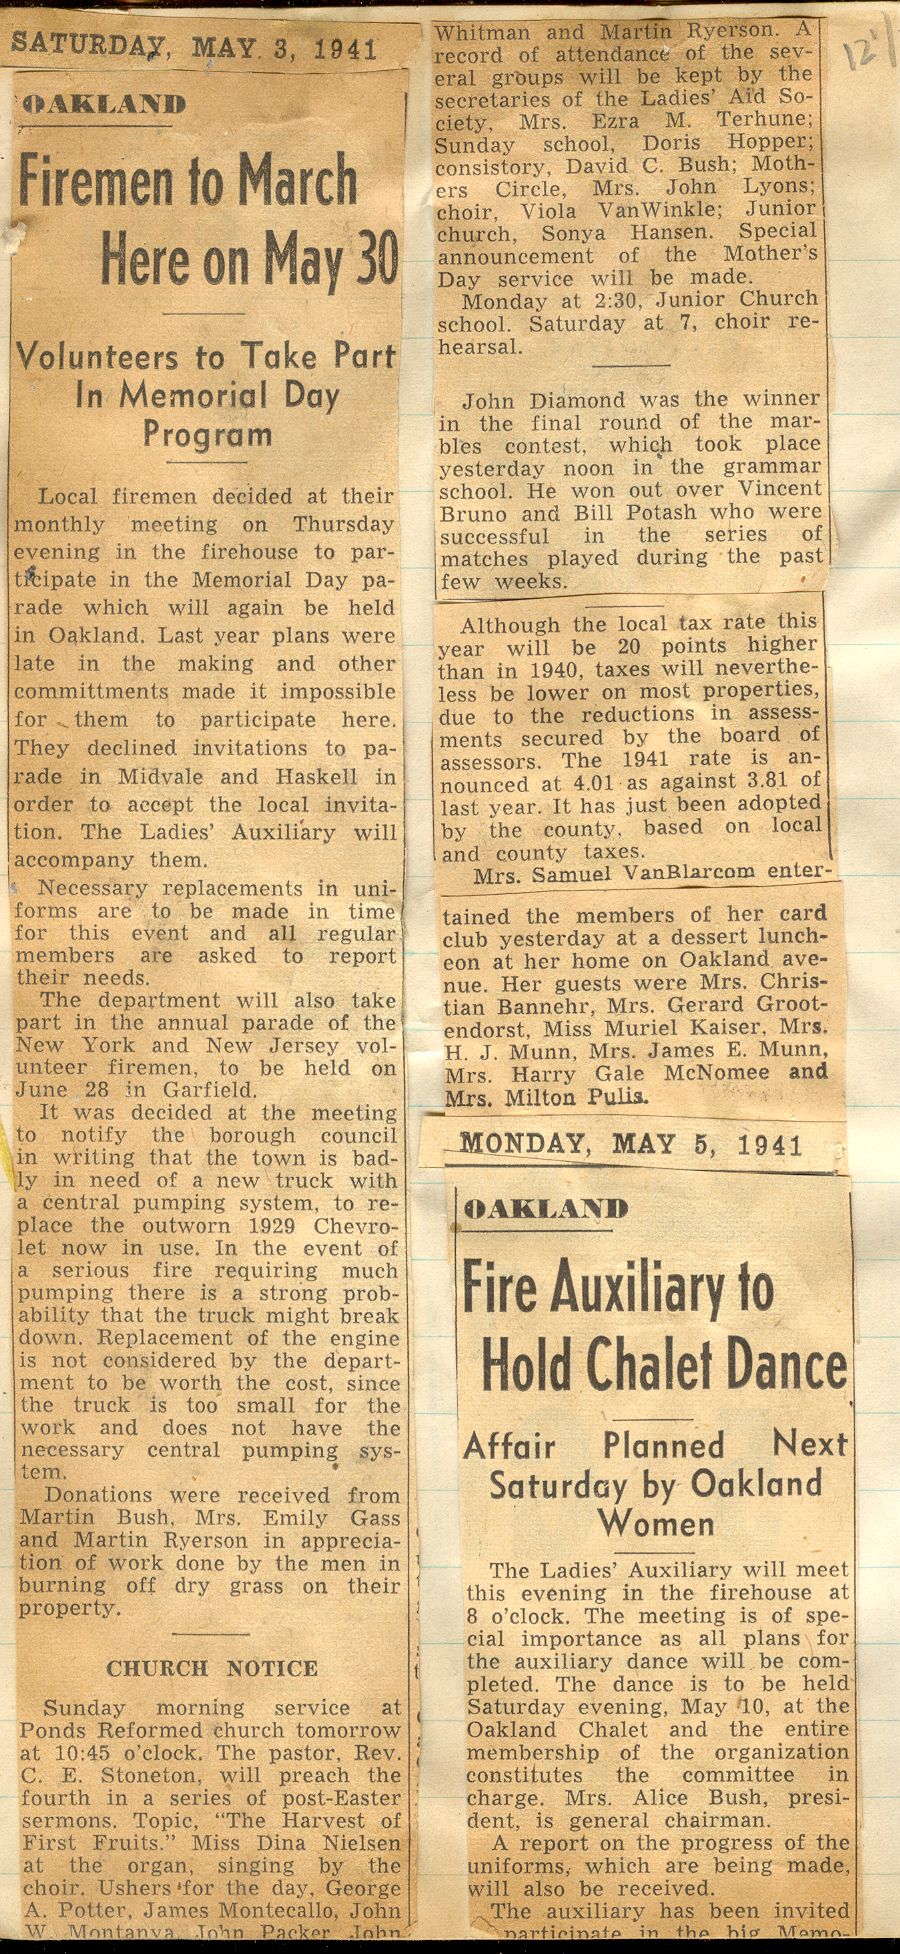 SATURDAY, MAY 3, 1941
OAKLAND
Firemen to March
Here on May 30
Volunteers to Take Part
In Memorial Day
Program
Local firemen decided at their
monthly meeting on Thursday
evening in the firehouse to par-
ticipate in the Memorial Day pa-
rade which will again be held
in Oakland. Last year plans were
late in the making and other
committments made it impossible
for them to participate here.
They declined invitations to pa-
rade in Midvale and Haskell in
order to accept the local invita-
tion. The Ladies' Auxiliary will
accompany them.
Necessary replacements in uni-
forms are to be made in time
for this event and all regular
members are asked to report
their needs.
The department will also take
part in the annual parade of the
New York and New Jersey vol-
unteer firemen, to be held on
June 28 in Garfield.
It was decided at the meeting
to notify the borough council
in writing that the town is bad-
ly in need of a new truck with
a central pumping system, to re-
place the outworn 1929 Chevro-
let now in use. In the event of
a serious fire requiring much
pumping there is a strong prob-
ability that the truck might break
down. Replacement of the engine
is not considered by the depart-
ment to be worth the cost, since
the truck is too small for the
work and does not have the
necessary central pumping sys-
tem.
Donations were received from
Martin Bush, Mrs. Emily Gass
and Martin Ryerson in apprecia-
tion of work done by the men in
burning off dry grass on their
property.
CHURCH NOTICE
Sunday morning service at
Ponds Reformed church tomorrow
at 10:45 o'clock. The pastor, Rev.
C. E. Stoneton, will preach the
fourth in a series of post-Easter
sermons. Topic, "The Harvest of
First Fruits." Miss Dina Nielsen
at the organ, singing by the
choir. Ushers for the day, George
A. Potter, James Montecallo, John
W. Montanya, John Packer, John
Whitman and Martin Ryerson. A
record of attendance of the sev-
eral groups will be kept by the
secretaries of the Ladies' Aid So-
ciety, Mrs. Ezra M. Terhune;
Sunday school, Doris Hopper;
consistory, David C. Bush; Moth-
ers Circle, Mrs. John Lyons;
choir, Viola VanWinkle; Junior
church, Sonya Hansen. Special
announcement of the Mother's
Day service will be made.
Monday at 2:30, Junior Church
school. Saturday at 7, choir re-
hearsal.
John Diamond was the winner
in the final round of the mar-
bles contest, which took place
yesterday noon in the grammar
school. He won out over Vincent
Bruno and Bill Potash who were
successful in the series of
matches played during the past
few weeks.
Although the local tax rate this
year will be 20 points higher
than in 1940, taxes will neverthe-
less be lower on most properties,
due to the reductions in assess-
ments secured by the board of
assessors. The 1941 rate is an-
nounced at 4.01 as against 3.81 of
last year. It has just been adopted
by the county, based on local
and county taxes.
Mrs. Samuel VanBlarcom enter-
tained the members of her card
club yesterday at a dessert lunch-
eon at her home on Oakland ave-
nue. Her guests were Mrs. Chris-
tian Bannehr, Mrs. Gerard Groot-
endorst, Miss Muriel Kaiser, Mrs.
H. J. Munn, Mrs. James E. Munn,
Mrs. Harry Gale McNomee and
Mrs. Milton Pulis.
MONDAY, MAY 5, 1941
OAKLAND
Fire Auxiliary to
Hold Chalet Dance
Affair Planned Next
Saturday by Oakland
Women
The Ladies' Auxiliary will meet
this evening in the firehouse at
8 o'clock. The meeting is of spe-
cial importance as all plans for
the auxiliary dance will be com-
pleted. The dance is to be held
Saturday evening, May 10, at the
Oakland Chalet and the entire
membership of the organization
constitutes the committee in
charge. Mrs. Alice Bush, presi-
dent, is general chairman.
A report on the progress of the
uniforms, which are being made,
will also be received.
The auxiliary has been invited
participate in the big Memo-